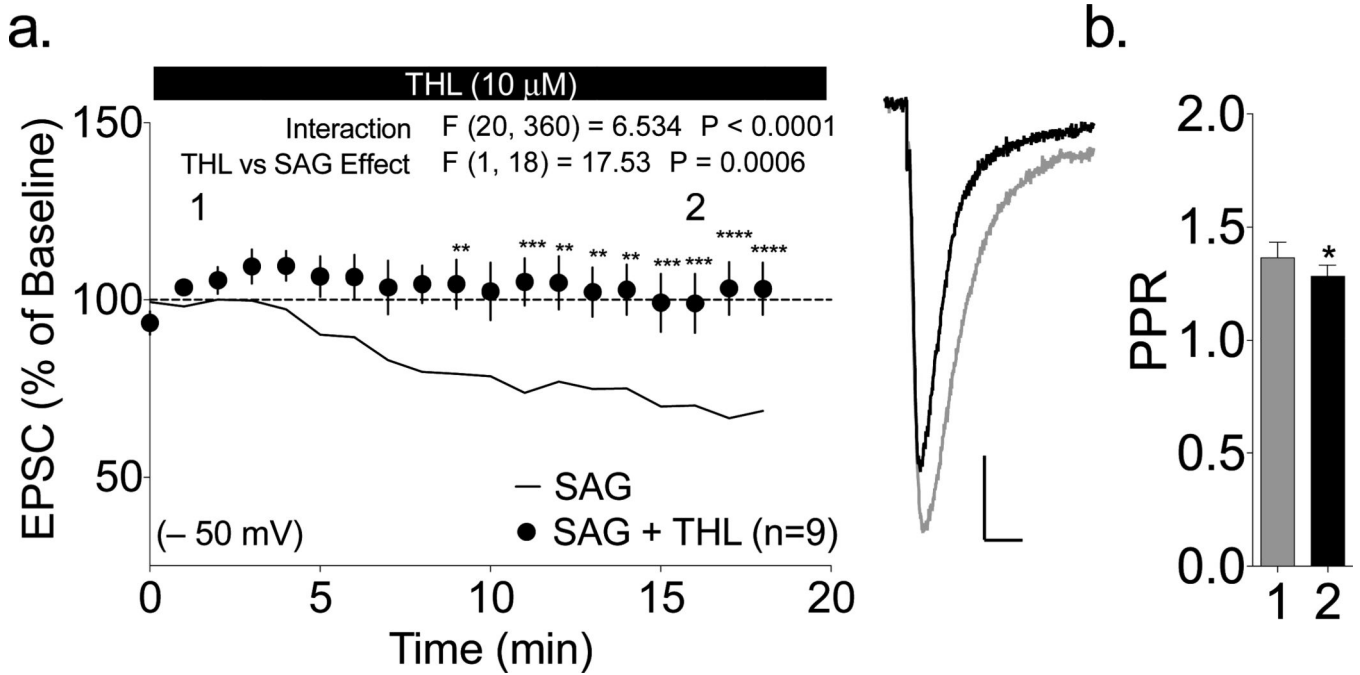 a.
THL (10 μM)
Interaction F (20, 360) = 6.534 P < 0.0001
THL vs SAG Effect F (1, 18) = 17.53 P = 0.0006
1 2
** *** ** ** ** *** *** **** ****
150
100
50
EPSC (% of Baseline)
(– 50 mV)
SAG
SAG + THL (n=9)
0 5 10 15 20
Time (min)
b.
2.0
1.5
1.0
0.5
0.0
PPR
*
1 2